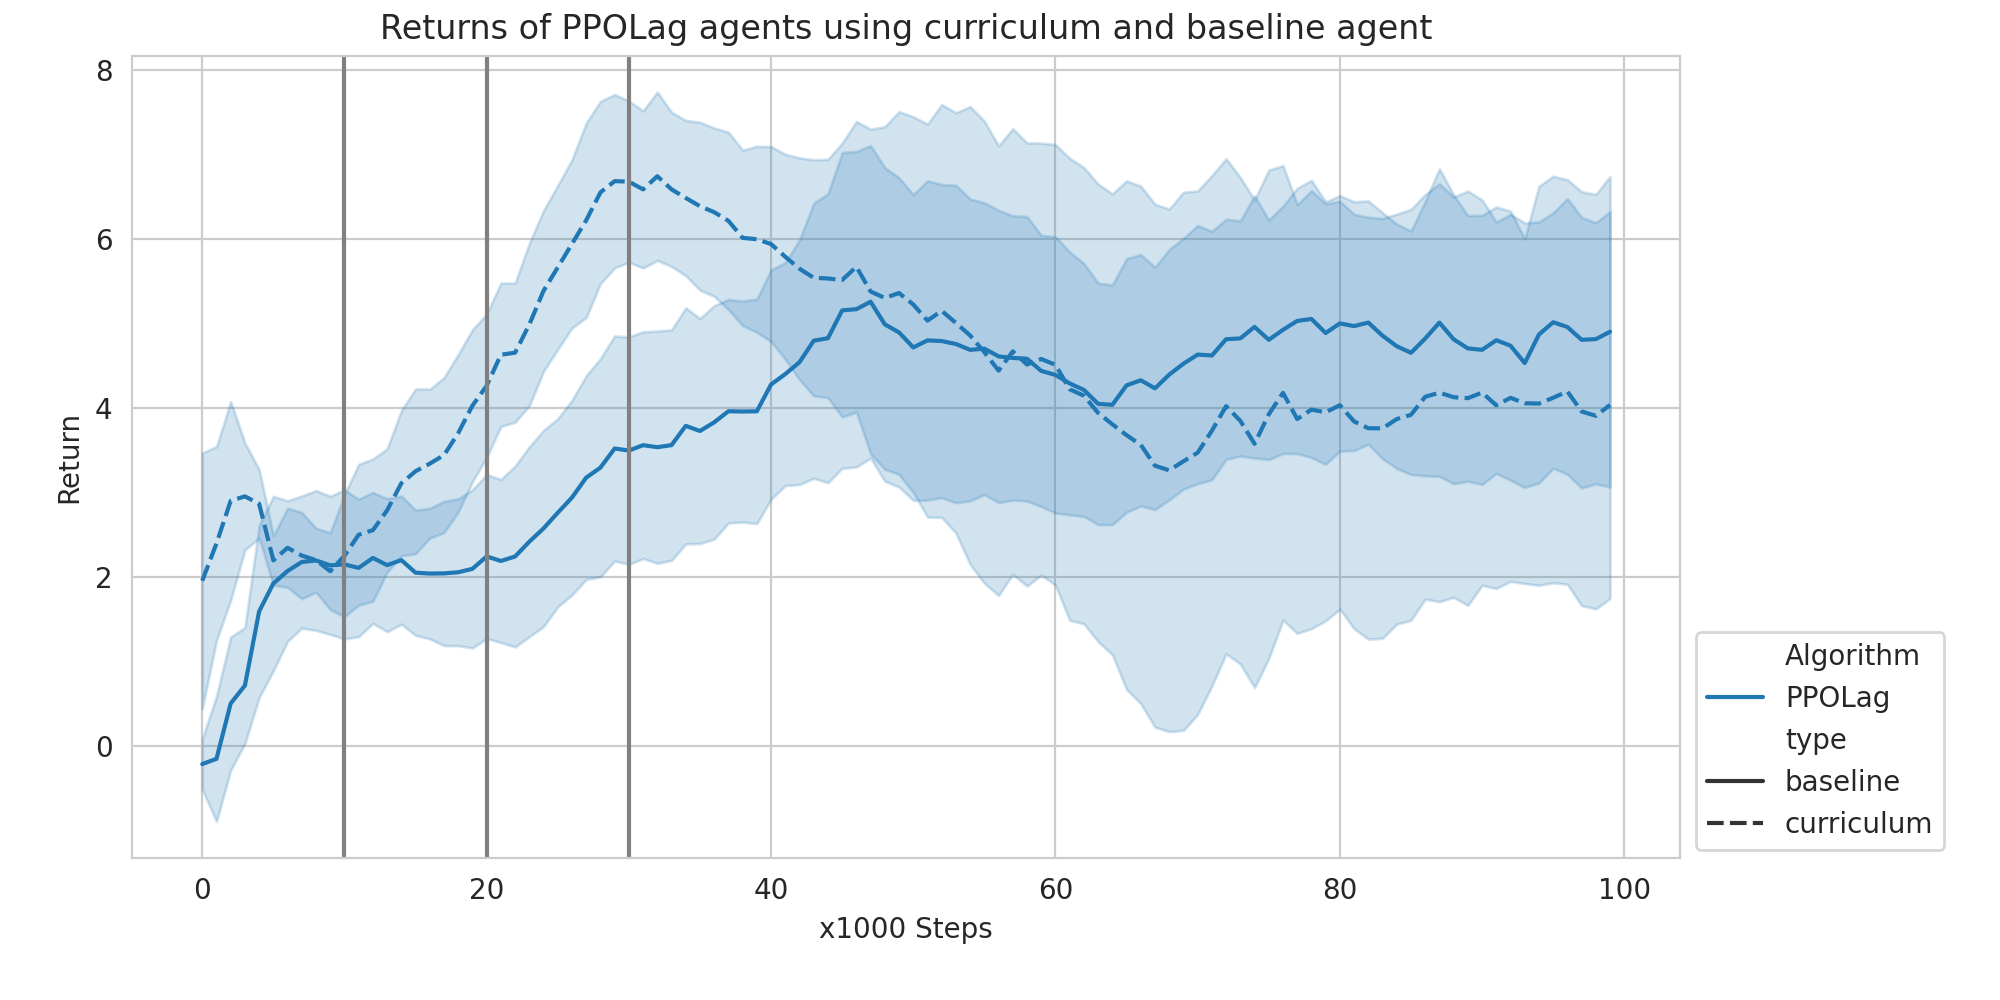 Returns of PPOLag agents using curriculum and baseline agent
8
6
4
2
0
Return
0 20 40 60 80 100
x1000 Steps
Algorithm
PPOLag
type
baseline
curriculum